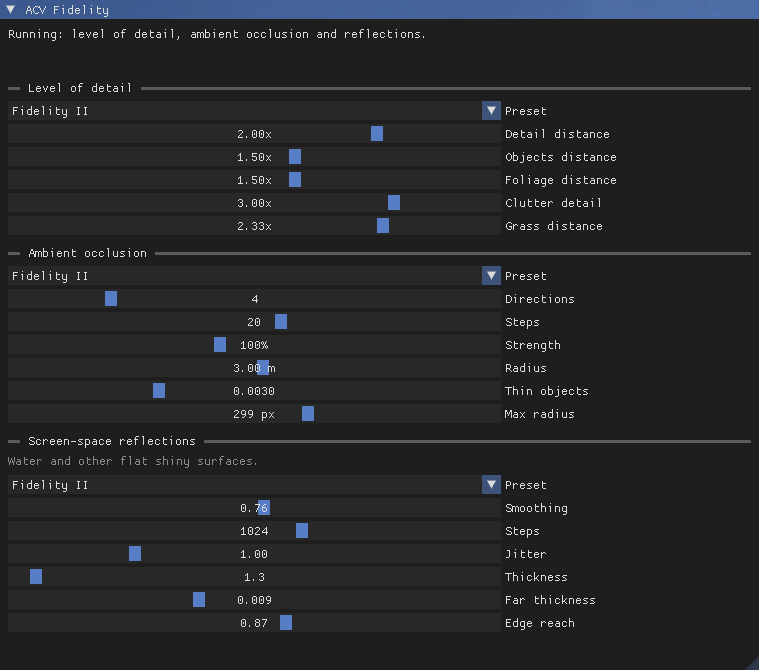 ACV Fidelity
Running: level of detail, ambient occlusion and reflections.
Level of detail
Fidelity II Preset
2.00x Detail distance
1.50x Objects distance
1.50x Foliage distance
3.00x Clutter detail
2.33x Grass distance
Ambient occlusion
Fidelity II Preset
4 Directions
20 Steps
100% Strength
3.00 m Radius
0.0030 Thin objects
299 px Max radius
Screen-space reflections
Water and other flat shiny surfaces.
Fidelity II Preset
0.76 Smoothing
1024 Steps
1.00 Jitter
1.3 Thickness
0.009 Far thickness
0.87 Edge reach